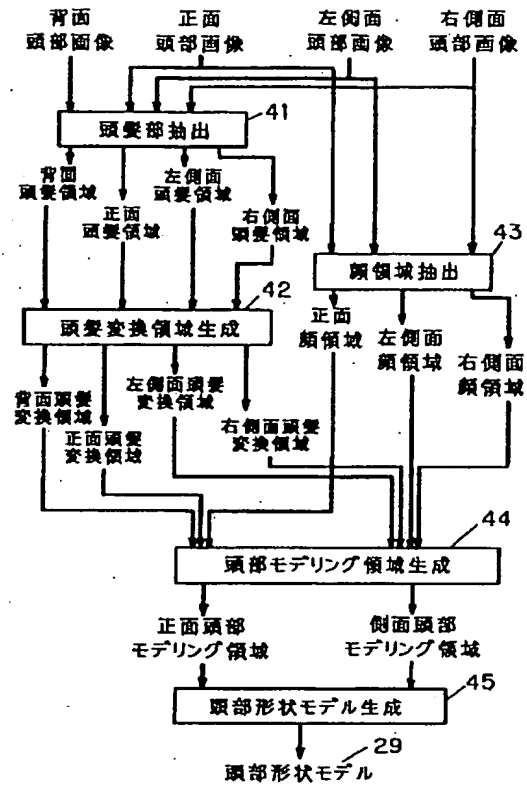 背面
頭部画像
正面
頭部画像
左側面
頭部画像
右側面
頭部画像
頭髪部抽出
41
背面
頭髪領域
正面
頭髪領域
左側面
頭髪領域
右側面
頭髪領域
43
顔領域抽出
42
頭髪変換領域生成
正面
顔領域
左側面
顔領域
右側面
顔領域
背面頭髪
変換領域
正面頭髪
変換領域
左側面頭髪
変換領域
右側面頭髪
変換領域
44
頭部モデリング領域生成
正面頭部
モデリング領域
側面頭部
モデリング領域
45
頭部形状モデル生成
29
頭部形状モデル